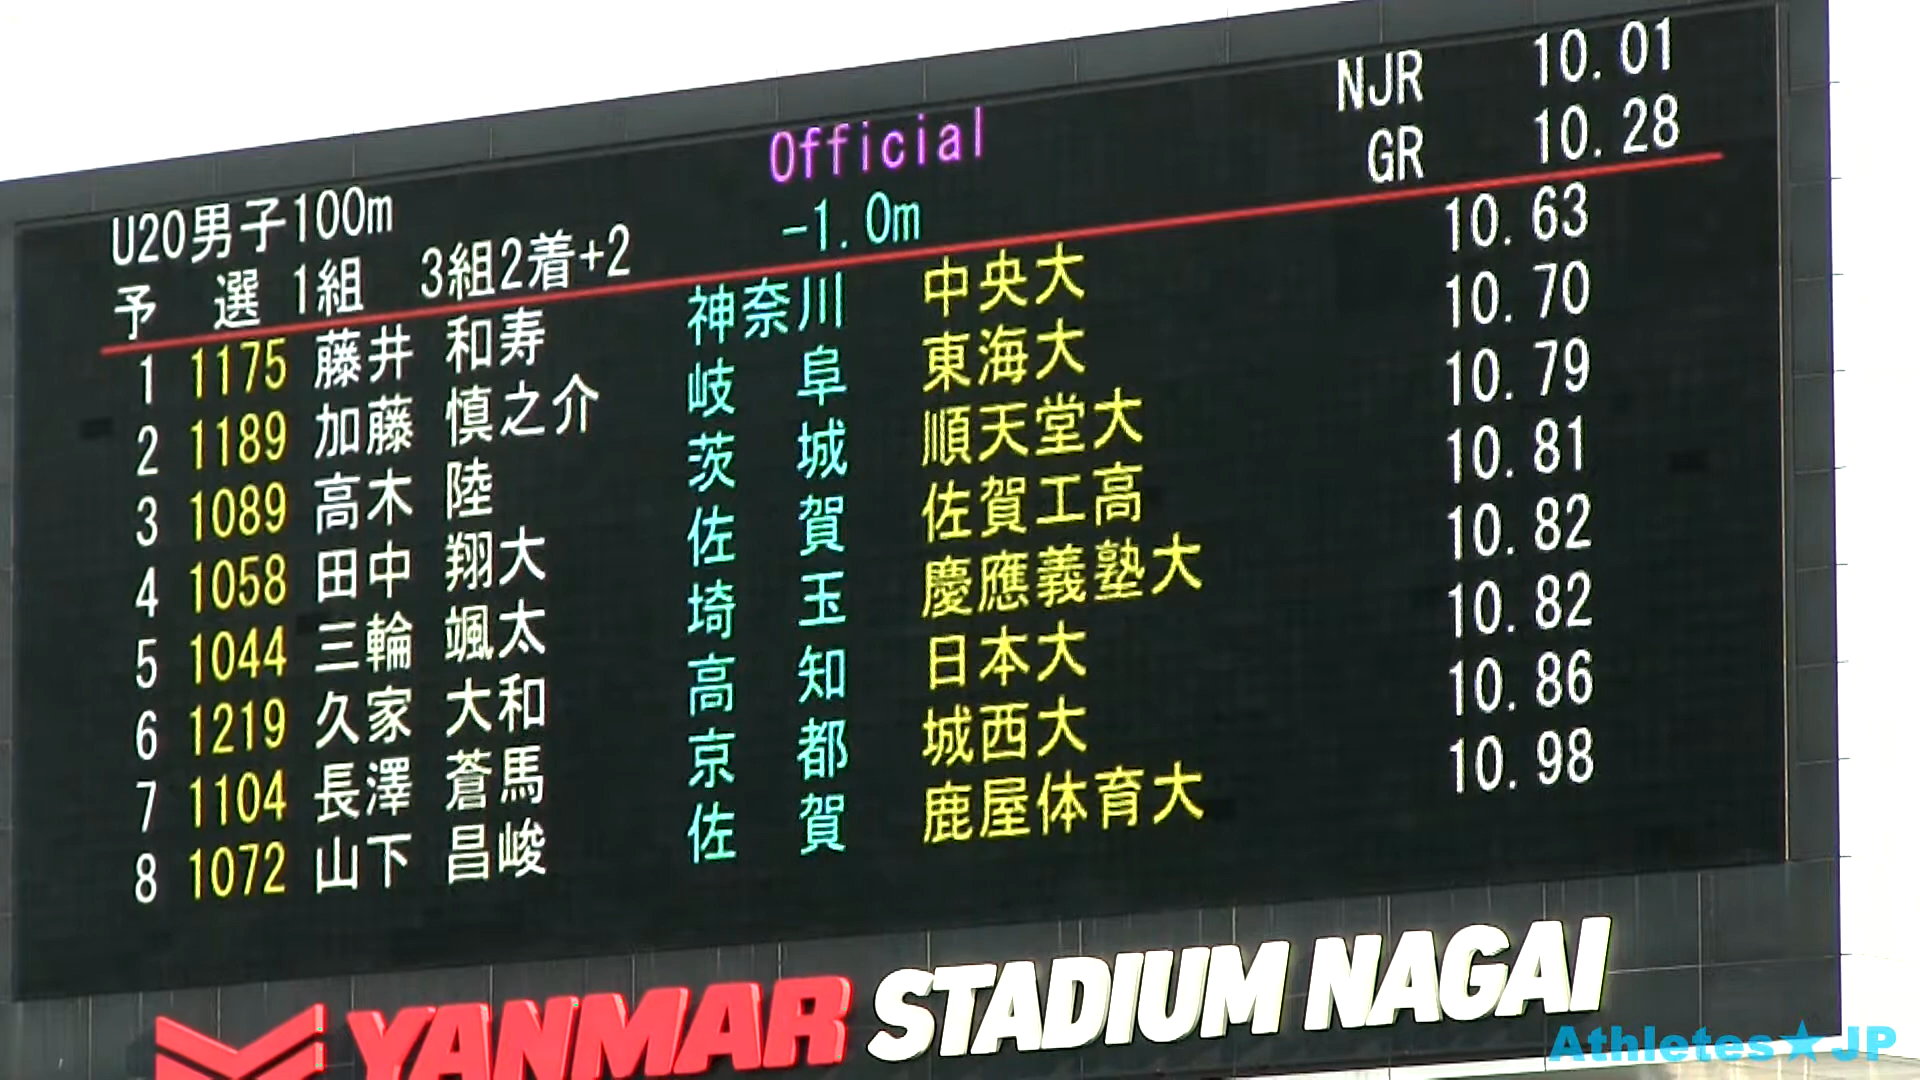 Official
NJR 10.01
GR 10.28
U20男子100m
-1.0m
予 選 1組 3組2着+2
1 1175 藤井 和寿 神奈川 中央大 10.63
2 1189 加藤 慎之介 岐 阜 東海大 10.70
3 1089 高木 陸 茨 城 順天堂大 10.79
4 1058 田中 翔大 佐 賀 佐賀工高 10.81
5 1044 三輪 颯太 埼 玉 慶應義塾大 10.82
6 1219 久家 大和 高 知 日本大 10.82
7 1104 長澤 蒼馬 京 都 城西大 10.86
8 1072 山下 昌峻 佐 賀 鹿屋体育大 10.98
YANMAR STADIUM NAGAI
Athletes★JP